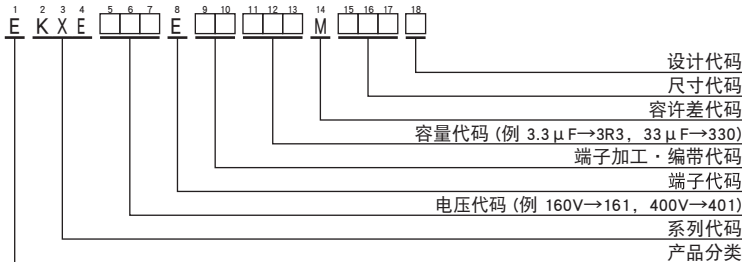 1 2 3 4 5 6 7 8 9 10 11 12 13 14 15 16 17 18
E KXE □□□ E □□ □□□ M □□□ □
设计代码
尺寸代码
容许差代码
容量代码 (例 3.3μF→3R3, 33μF→330)
端子加工・编带代码
端子代码
电压代码 (例 160V→161, 400V→401)
系列代码
产品分类